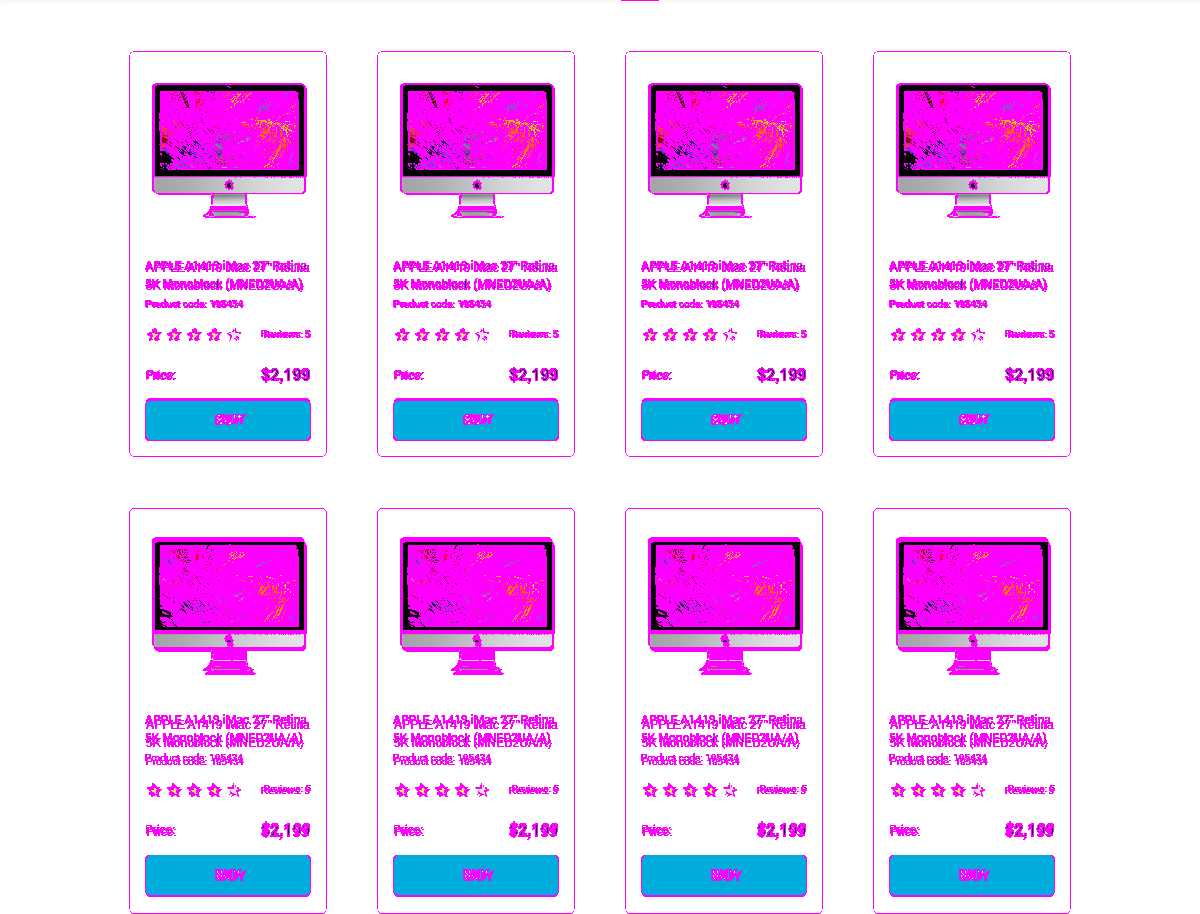 APPLE A1419 iMac 27" Retina
5K Monoblock (MNED2UA/A)
Product code: 195434
Reviews: 5
Price:
$2,199
BUY
APPLE A1419 iMac 27" Retina
5K Monoblock (MNED2UA/A)
Product code: 195434
Reviews: 5
Price:
$2,199
BUY
APPLE A1419 iMac 27" Retina
5K Monoblock (MNED2UA/A)
Product code: 195434
Reviews: 5
Price:
$2,199
BUY
APPLE A1419 iMac 27" Retina
5K Monoblock (MNED2UA/A)
Product code: 195434
Reviews: 5
Price:
$2,199
BUY
APPLE A1419 iMac 27" Retina
5K Monoblock (MNED2UA/A)
Product code: 195434
Reviews: 5
Price:
$2,199
BUY
APPLE A1419 iMac 27" Retina
5K Monoblock (MNED2UA/A)
Product code: 195434
Reviews: 5
Price:
$2,199
BUY
APPLE A1419 iMac 27" Retina
5K Monoblock (MNED2UA/A)
Product code: 195434
Reviews: 5
Price:
$2,199
BUY
APPLE A1419 iMac 27" Retina
5K Monoblock (MNED2UA/A)
Product code: 195434
Reviews: 5
Price:
$2,199
BUY